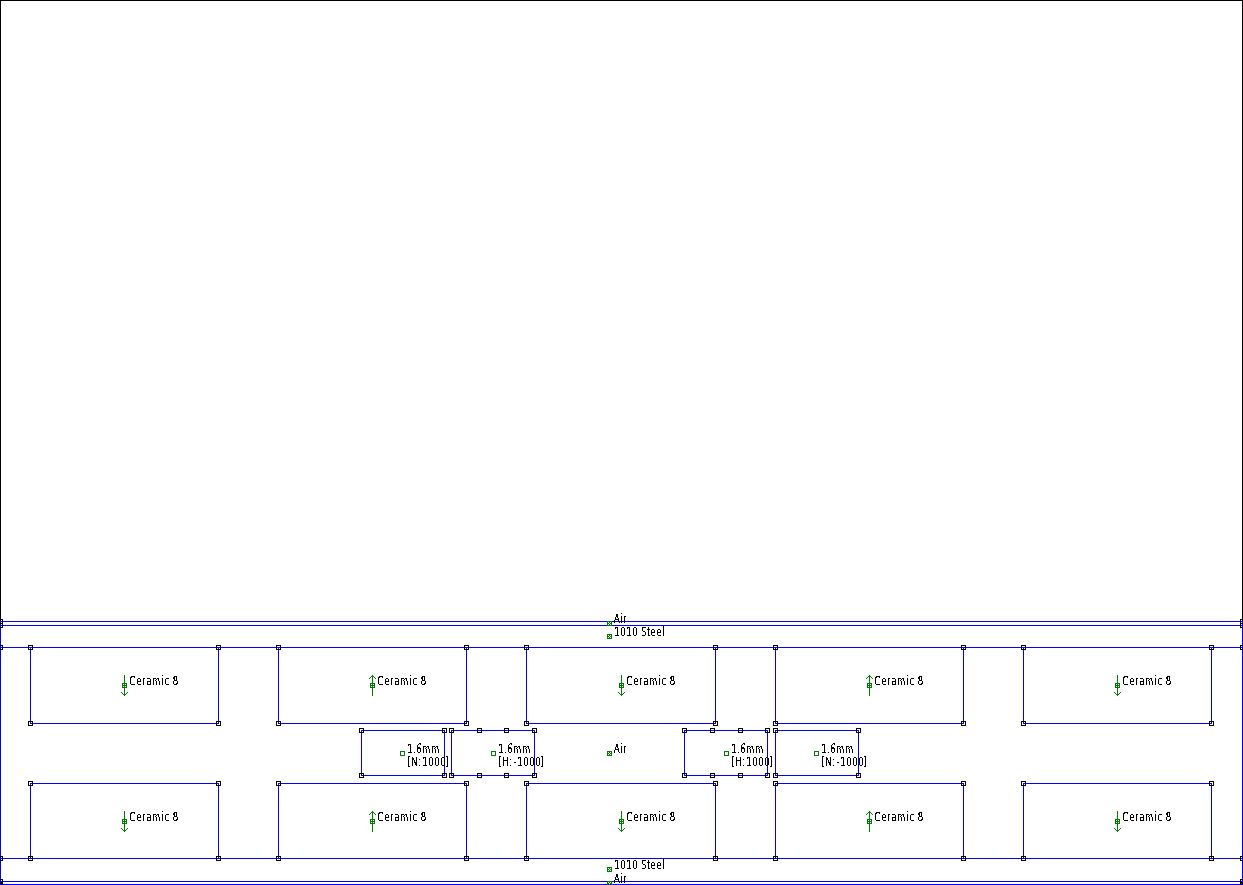 Air
1010 Steel
Ceramic 8
Ceramic 8
Ceramic 8
Ceramic 8
Ceramic 8
1.6mm
[N:1000]
1.6mm
[H:-1000]
Air
1.6mm
[H:1000]
1.6mm
[N:-1000]
Ceramic 8
Ceramic 8
Ceramic 8
Ceramic 8
Ceramic 8
1010 Steel
Air